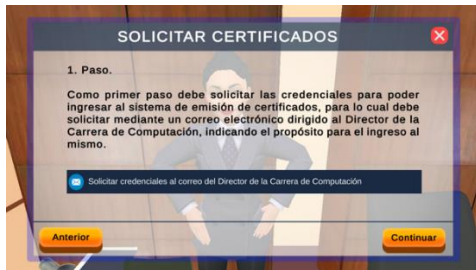 SOLICITAR CERTIFICADOS
1. Paso.
Como primer paso debe solicitar las credenciales para poder
ingresar al sistema de emisión de certificados, para lo cual debe
solicitar mediante un correo electrónico dirigido al Director de la
Carrera de Computación, indicando el propósito para el ingreso al
mismo.
Solicitar credenciales al correo del Director de la Carrera de Computación
Anterior
Continuar